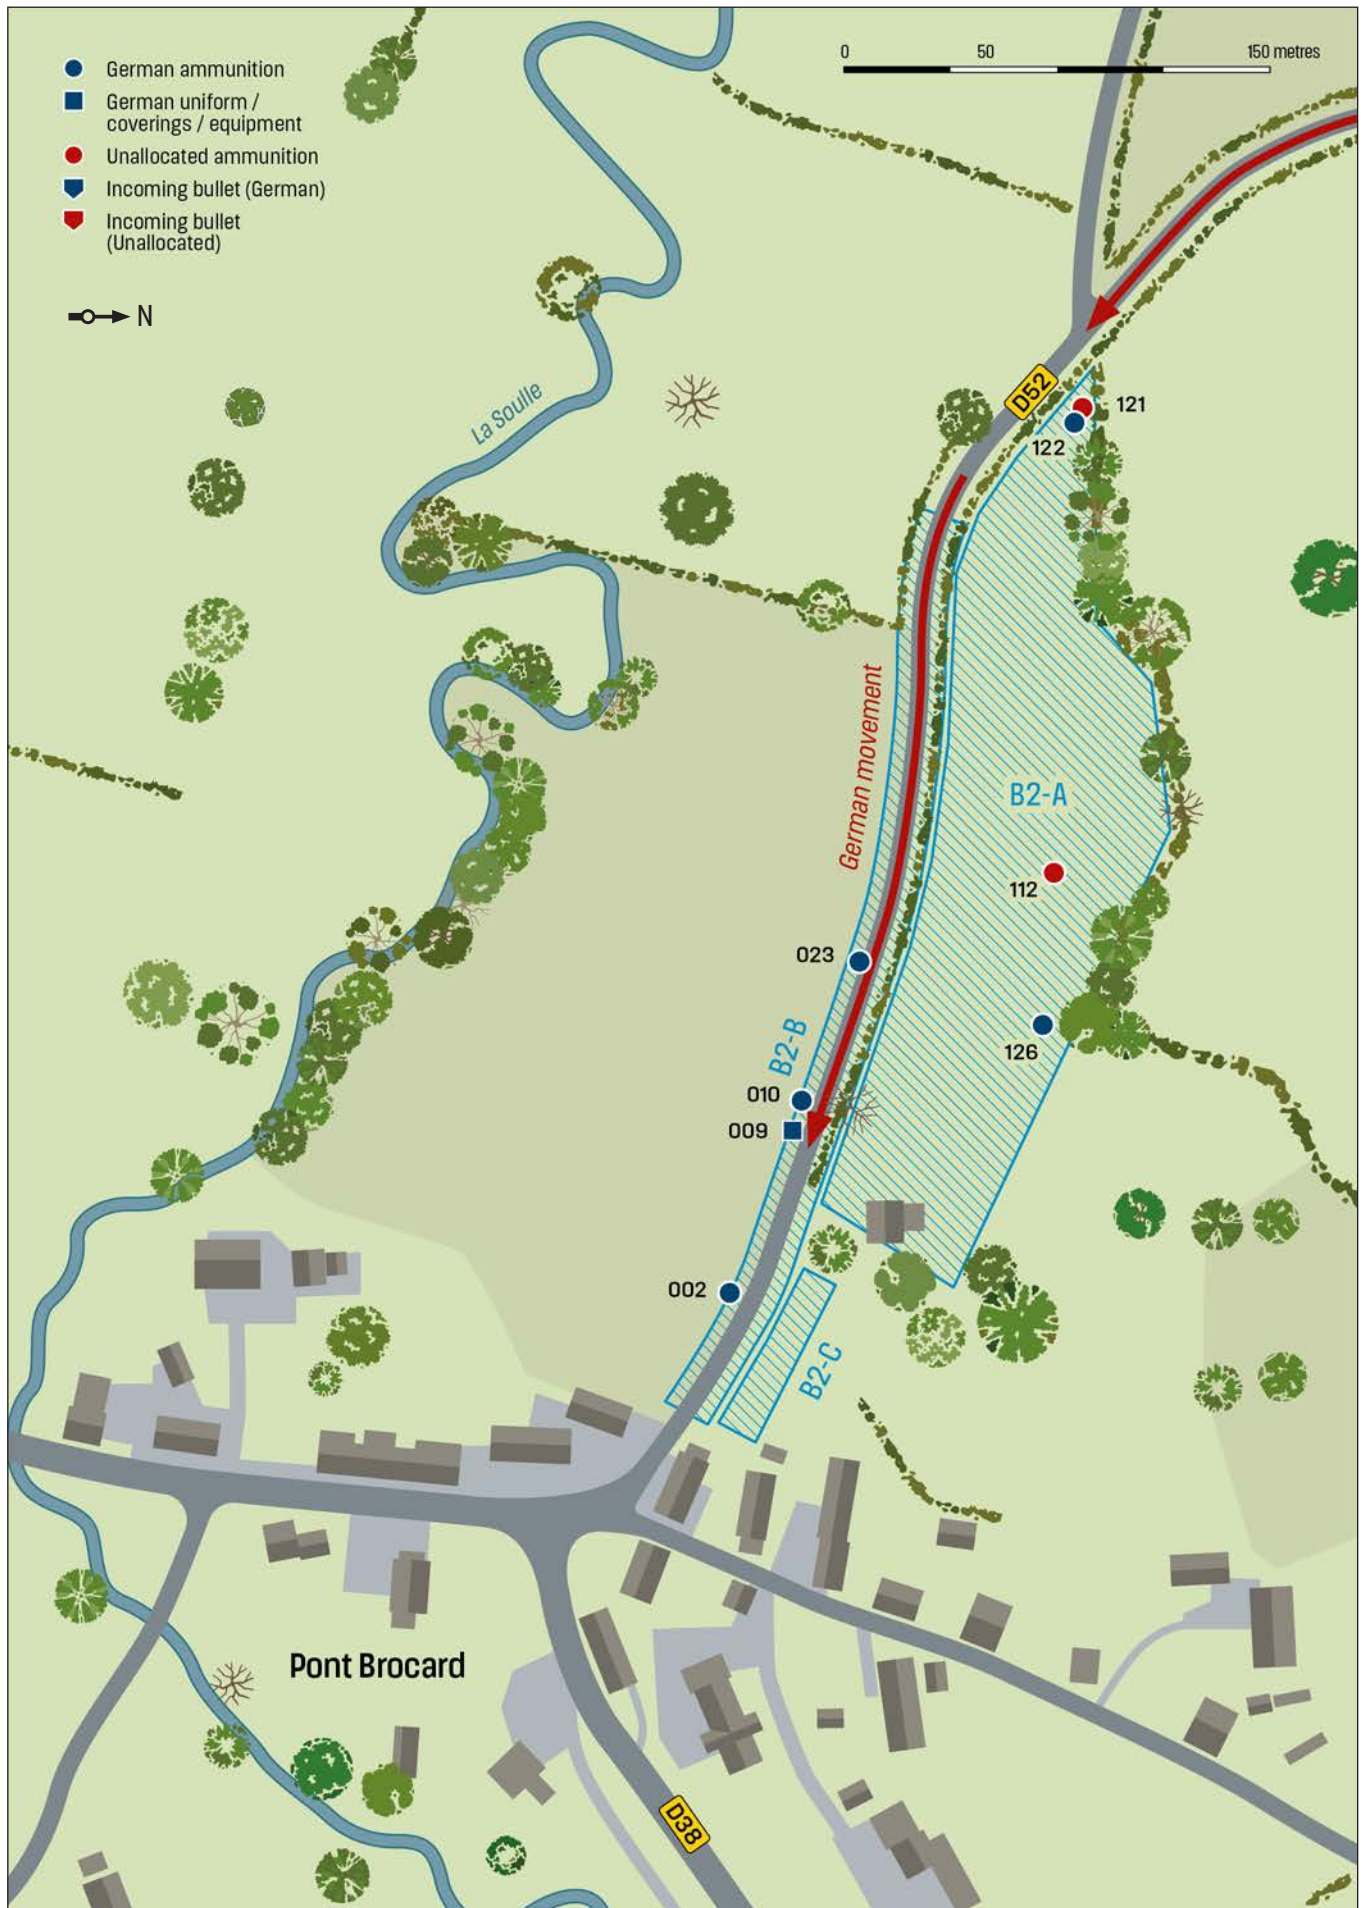 0 50 150 metres
German ammunition
German uniform /
coverings / equipment
Unallocated ammunition
Incoming bullet (German)
Incoming bullet
(Unallocated)
N
La Soulle
D52
121
122
German movement
B2-A
112
023
B2-B
126
010
009
002
B2-C
Pont Brocard
D38